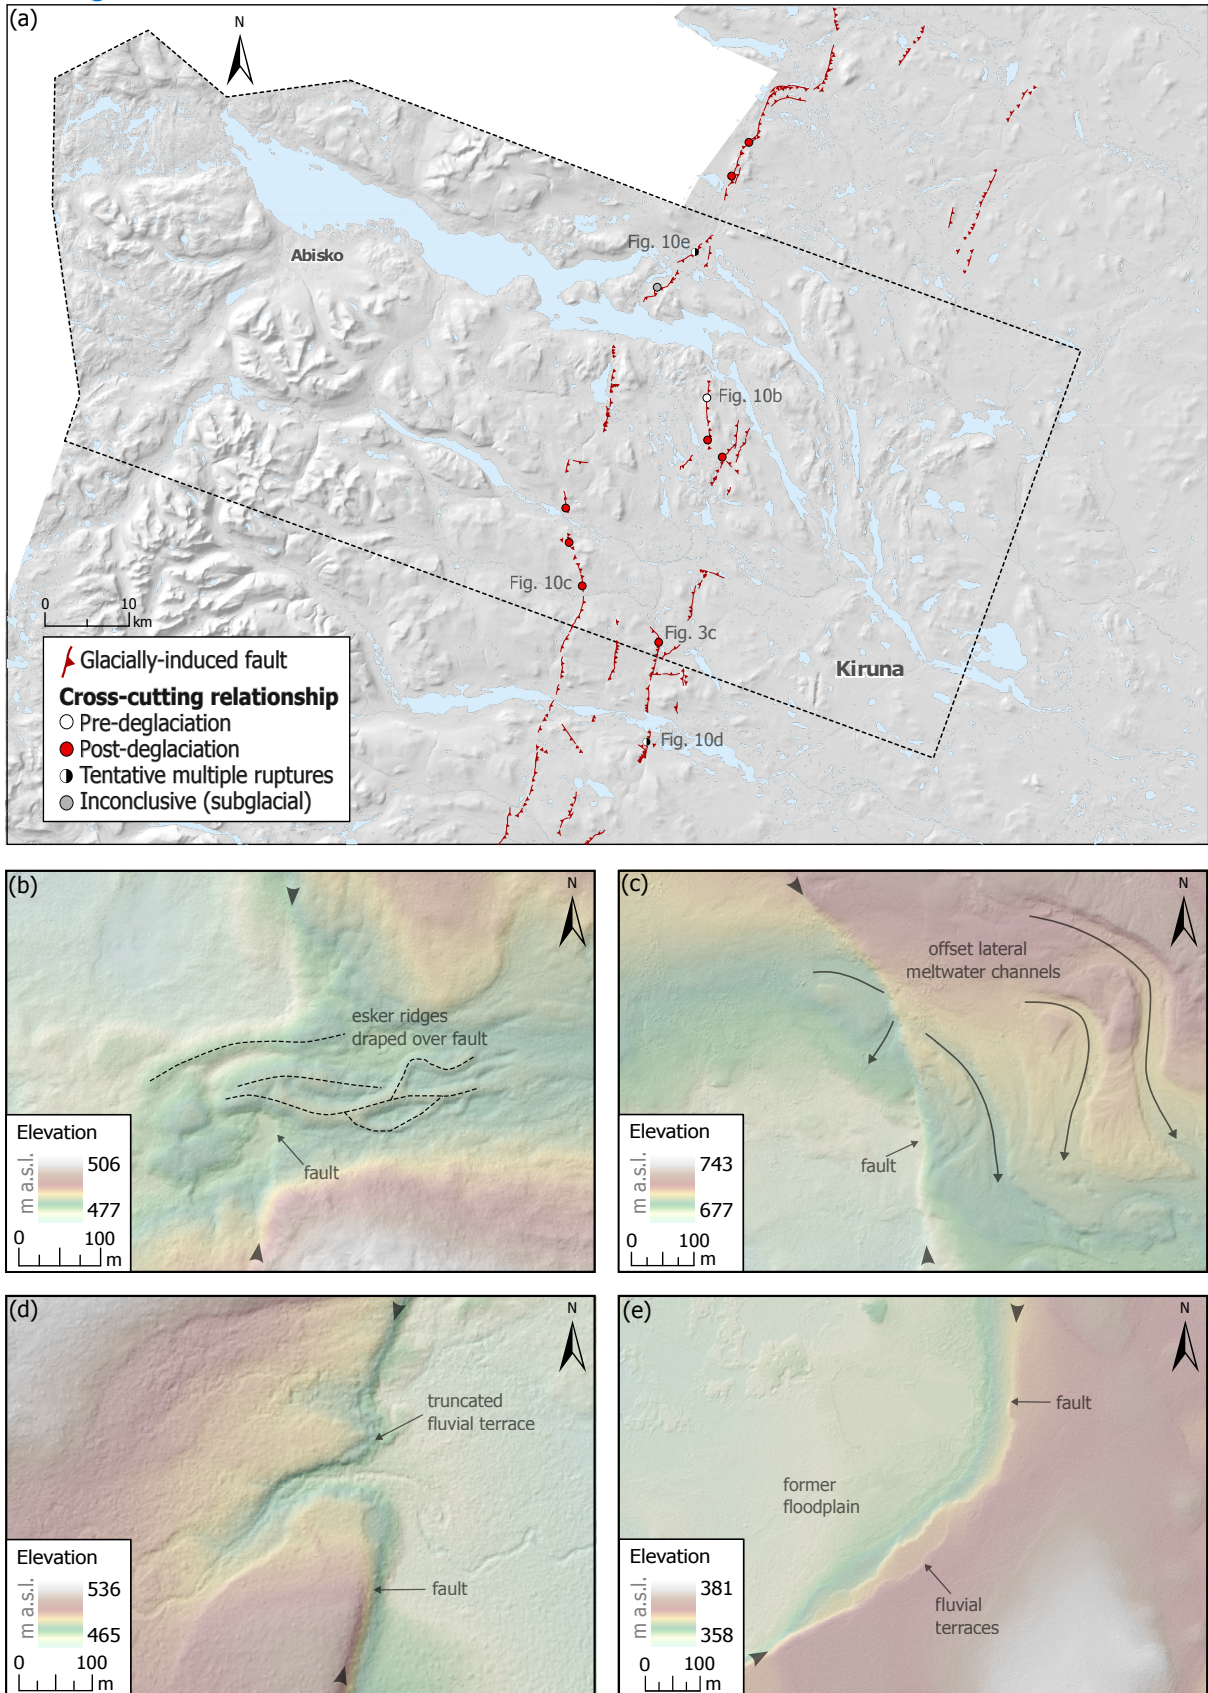 (a)
N
Fig. 10e
Abisko
Fig. 10b
Fig. 10c
Fig. 3c
Kiruna
Fig. 10d
0 10
km
Glacially-induced fault
Cross-cutting relationship
Pre-deglaciation
Post-deglaciation
Tentative multiple ruptures
Inconclusive (subglacial)
(b)
N
esker ridges
draped over fault
fault
Elevation
m a.s.l.
506
477
0 100
m
(c)
N
offset lateral
meltwater channels
fault
Elevation
m a.s.l.
743
677
0 100
m
(d)
N
truncated
fluvial terrace
fault
Elevation
m a.s.l.
536
465
0 100
m
(e)
N
fault
former
floodplain
fluvial
terraces
Elevation
m a.s.l.
381
358
0 100
m